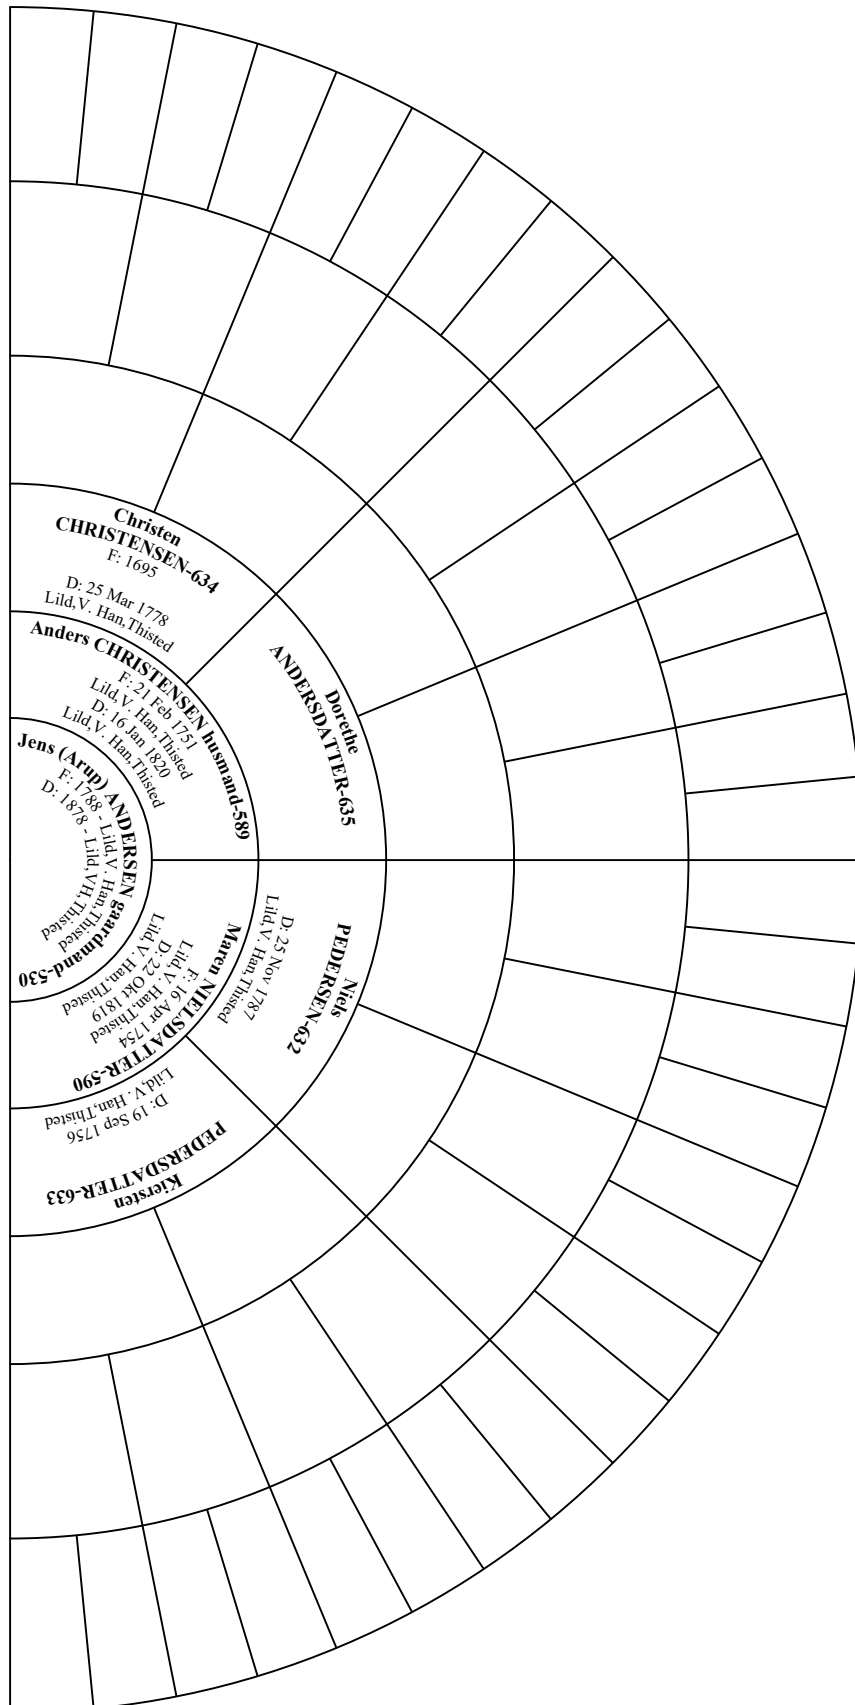 Christen
CHRISTENSEN-634
F: 1695
D: 25 Mar 1778
Lild,V. Han,Thisted
Anders CHRISTENSEN husmand-589
F: 21 Feb 1751
Lild,V. Han,Thisted
D: 16 Jan 1820
Lild,V. Han,Thisted
Dorethe
ANDERSDATTER-635
Jens (Arup) ANDERSEN gaardmand-530
F: 1788 - Lild,V. Han,Thisted
D: 1878 - Lild,VH,Thisted
Niels
PEDERSEN-632
D: 25 Nov 1787
Lild,V. Han,Thisted
Maren NIELSDATTER-590
F: 16 Apr 1754
Lild,V. Han,Thisted
D: 22 Okt 1819
Lild,V. Han,Thisted
Kiersten
PEDERSDATTER-633
D: 19 Sep 1756
Lild,V. Han,Thisted